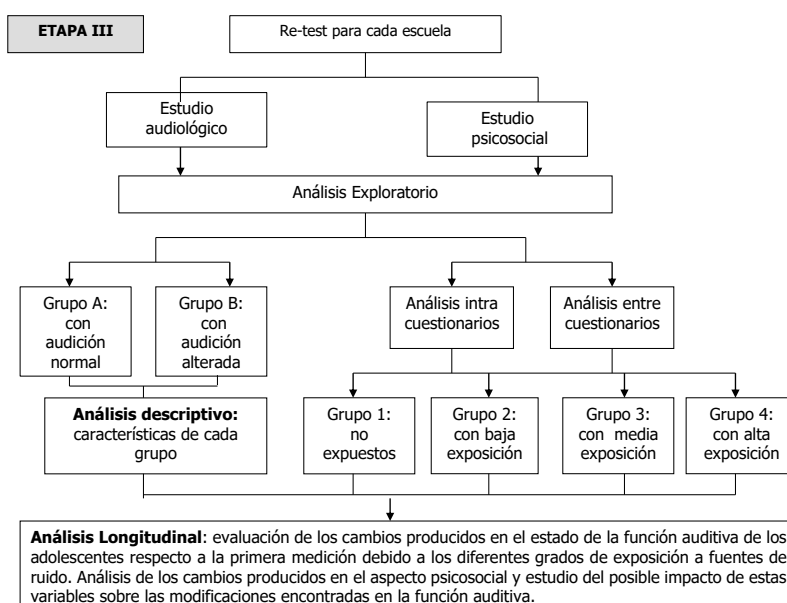 ETAPA III
Re-test para cada escuela
Estudio
audiológico
Estudio
psicosocial
Análisis Exploratorio
Grupo A:
con
audición
normal
Grupo B:
con
audición
alterada
Análisis intra
cuestionarios
Análisis entre
cuestionarios
Análisis descriptivo:
características de cada
grupo
Grupo 1:
no
expuestos
Grupo 2:
con baja
exposición
Grupo 3:
con media
exposición
Grupo 4:
con alta
exposición
Análisis Longitudinal: evaluación de los cambios producidos en el estado de la función auditiva de los
adolescentes respecto a la primera medición debido a los diferentes grados de exposición a fuentes de
ruido. Análisis de los cambios producidos en el aspecto psicosocial y estudio del posible impacto de estas
variables sobre las modificaciones encontradas en la función auditiva.